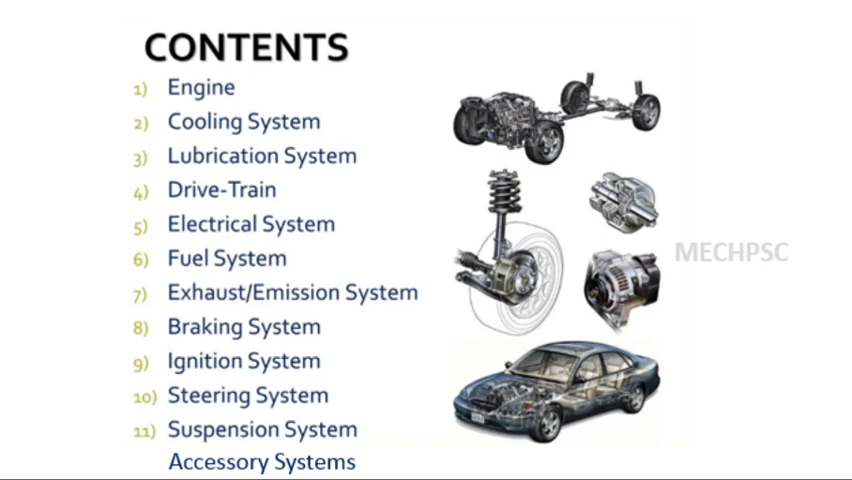 CONTENTS
1) Engine
2) Cooling System
3) Lubrication System
4) Drive-Train
5) Electrical System
6) Fuel System
7) Exhaust/Emission System
8) Braking System
9) Ignition System
10) Steering System
11) Suspension System
Accessory Systems
MECHPSC